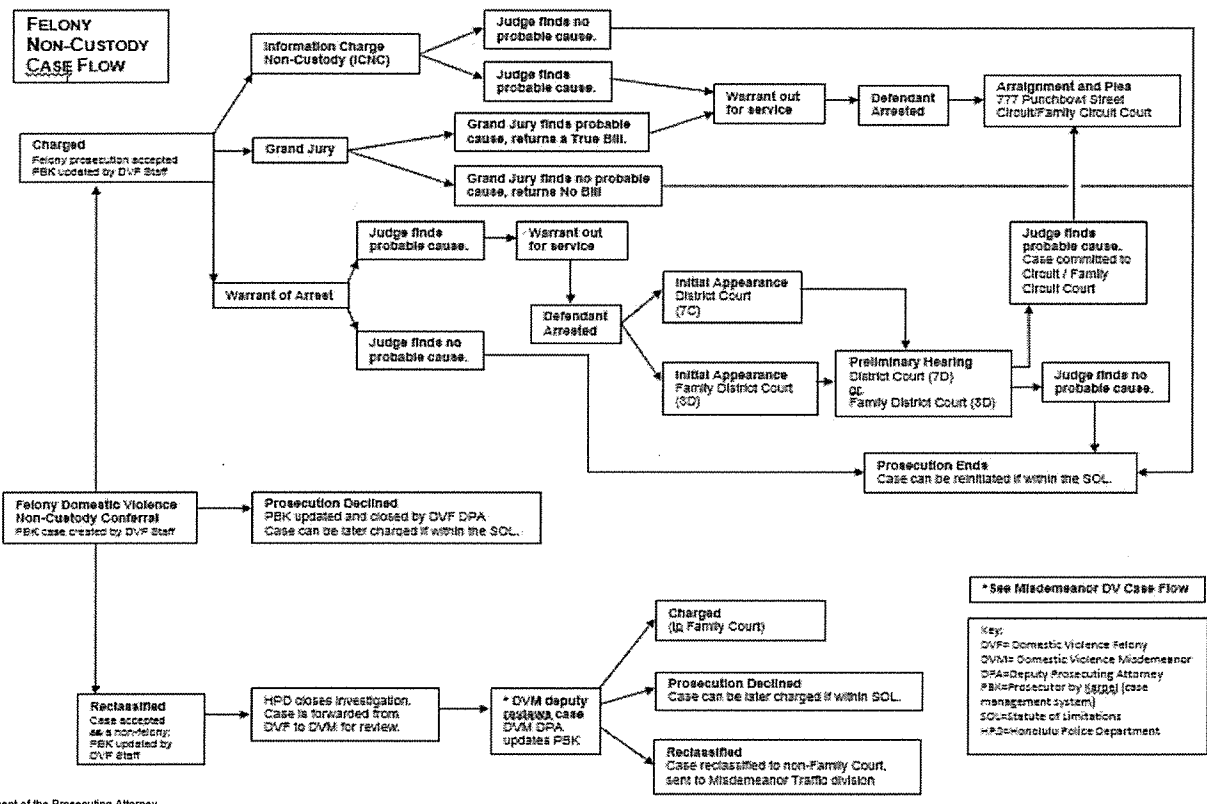 FELONY
NON-CUSTODY
CASE FLOW
Information Charge
Non-Custody (ICNC)
Judge finds no
probable cause.
Judge finds
probable cause.
Charged
Felony prosecution accepted
PBK updated by DVF Staff
Grand Jury
Grand Jury finds probable
cause, returns a True Bill.
Grand Jury finds no probable
cause, returns No Bill
Warrant out
for service
Defendant
Arrested
Arraignment and Plea
777 Punchbowl Street
Circuit/Family Circuit Court
Warrant of Arrest
Judge finds
probable cause.
Warrant out
for service
Judge finds no
probable cause.
Defendant
Arrested
Initial Appearance
District Court
(7C)
Initial Appearance
Family District Court
(3D)
Preliminary Hearing
District Court (7D)
or
Family District Court (3D)
Judge finds
probable cause.
Case committed to
Circuit / Family
Circuit Court
Judge finds no
probable cause.
Prosecution Ends
Case can be reinitiated if within the SOL.
Felony Domestic Violence
Non-Custody Conferral
PBK case created by DVF Staff
Prosecution Declined
PBK updated and closed by DVF DPA
Case can be later charged if within the SOL.
Reclassified
Case accepted
as a non-felony;
PBK updated by
DVF Staff
HPD closes investigation.
Case is forwarded from
DVF to DVM for review.
* DVM deputy
reviews case
DVM DPA
updates PBK
Charged
(in Family Court)
Prosecution Declined
Case can be later charged if within SOL.
Reclassified
Case reclassified to non-Family Court,
sent to Misdemeanor Traffic division
*See Misdemeanor DV Case Flow
Key:
DVF= Domestic Violence Felony
DVM= Domestic Violence Misdemeanor
DPA=Deputy Prosecuting Attorney
PBK=Prosecutor by Karpel (case
management system)
SOL=Statute of Limitations
HPD=Honolulu Police Department
ment of the Prosecuting Attorney